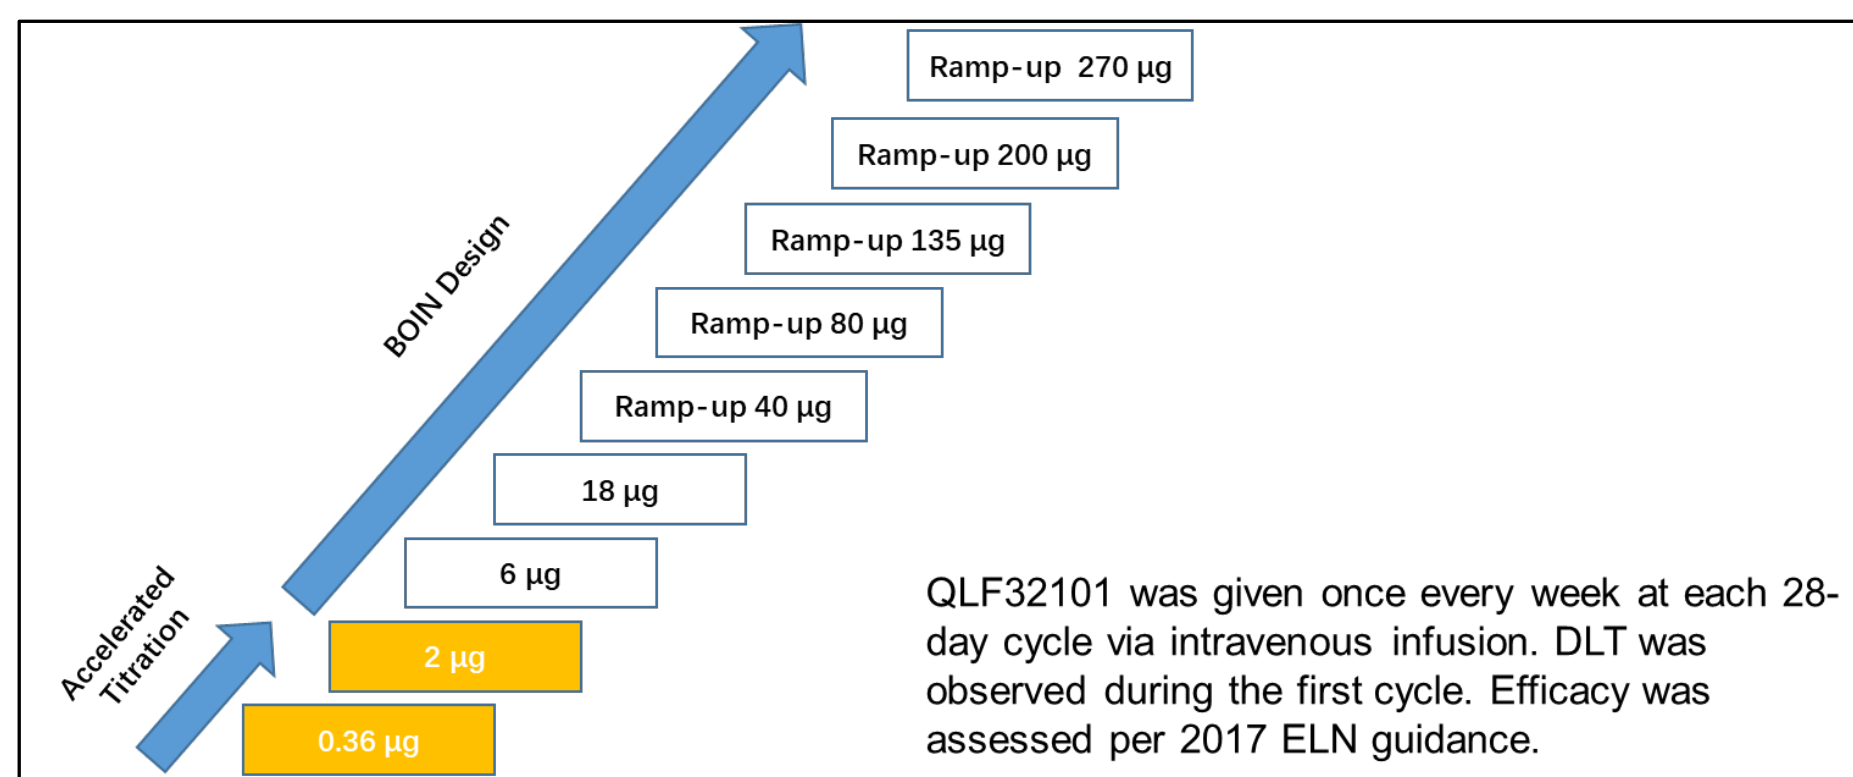 Ramp-up 270 µg
Ramp-up 200 µg
Ramp-up 135 µg
Ramp-up 80 µg
Ramp-up 40 µg
18 µg
6 µg
2 µg
0.36 µg
BOIN Design
Accelerated
Titration
QLF32101 was given once every week at each 28-
day cycle via intravenous infusion. DLT was
observed during the first cycle. Efficacy was
assessed per 2017 ELN guidance.